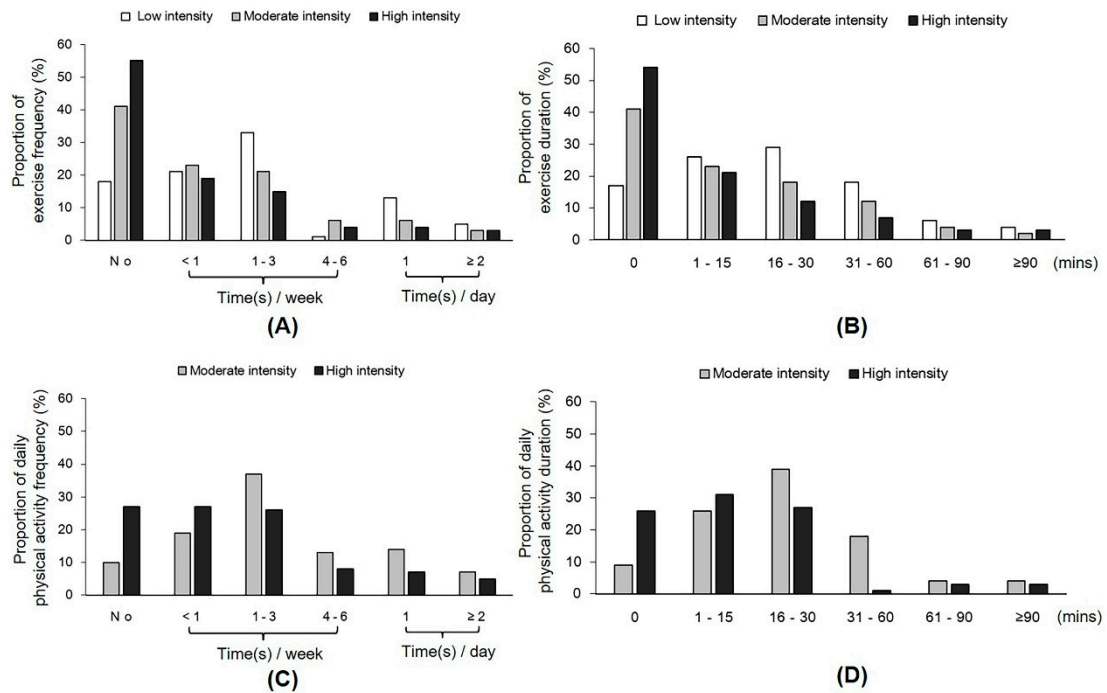 Low intensity Moderate intensity High intensity
Proportion of
exercise frequency (%)
60
50
40
30
20
10
0
N o < 1 1 - 3 4 - 6 1 ≥ 2
Time(s) / week Time(s) / day
(A)
Low intensity Moderate intensity High intensity
Proportion of
exercise duration (%)
60
50
40
30
20
10
0
0 1 - 15 16 - 30 31 - 60 61 - 90 ≥90 (mins)
(B)
Moderate intensity High intensity
Proportion of daily
physical activity frequency (%)
60
50
40
30
20
10
0
N o < 1 1 - 3 4 - 6 1 ≥ 2
Time(s) / week Time(s) / day
(C)
Moderate intensity High intensity
Proportion of daily
physical activity duration (%)
60
50
40
30
20
10
0
0 1 - 15 16 - 30 31 - 60 61 - 90 ≥90 (mins)
(D)